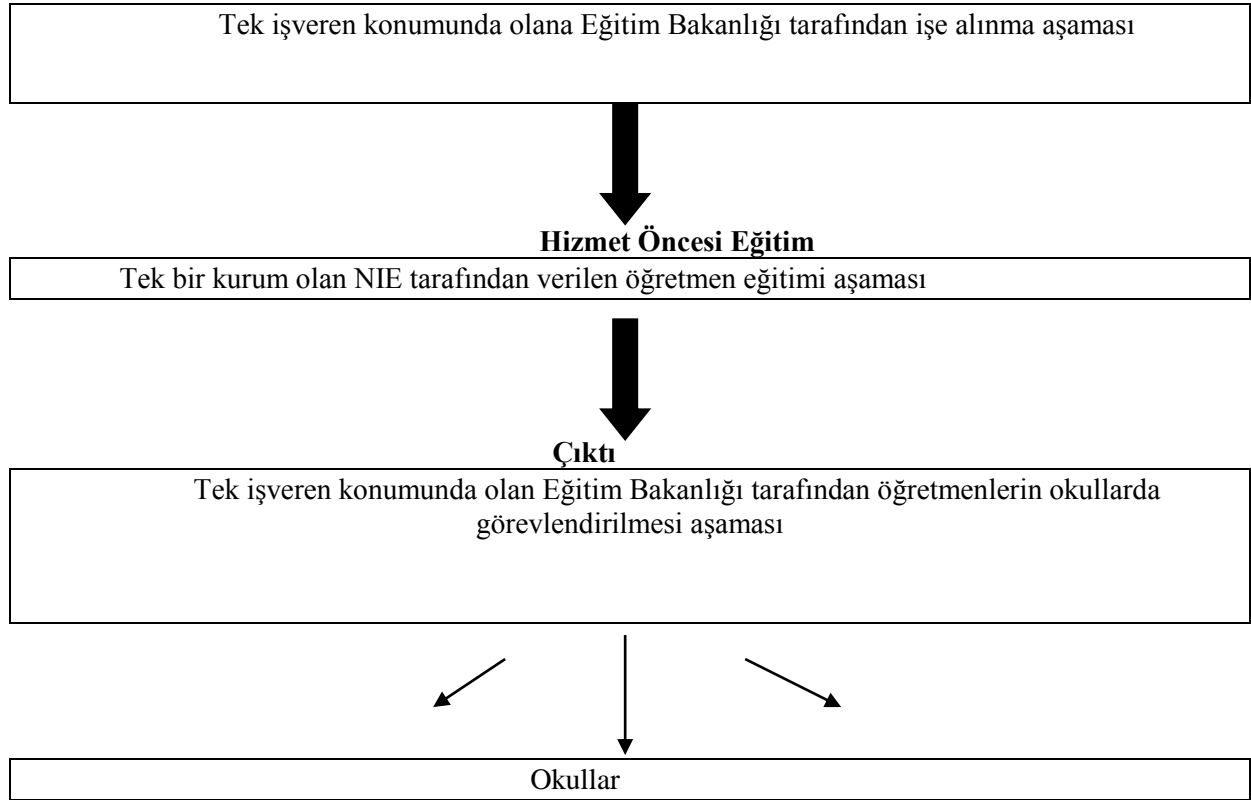 Tek işveren konumunda olana Eğitim Bakanlığı tarafından işe alınma aşaması
Hizmet Öncesi Eğitim
Tek bir kurum olan NIE tarafından verilen öğretmen eğitimi aşaması
Çıktı
Tek işveren konumunda olan Eğitim Bakanlığı tarafından öğretmenlerin okullarda
görevlendirilmesi aşaması
Okullar